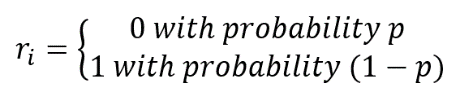 r_i = { 0 with probability p
1 with probability (1 − p)